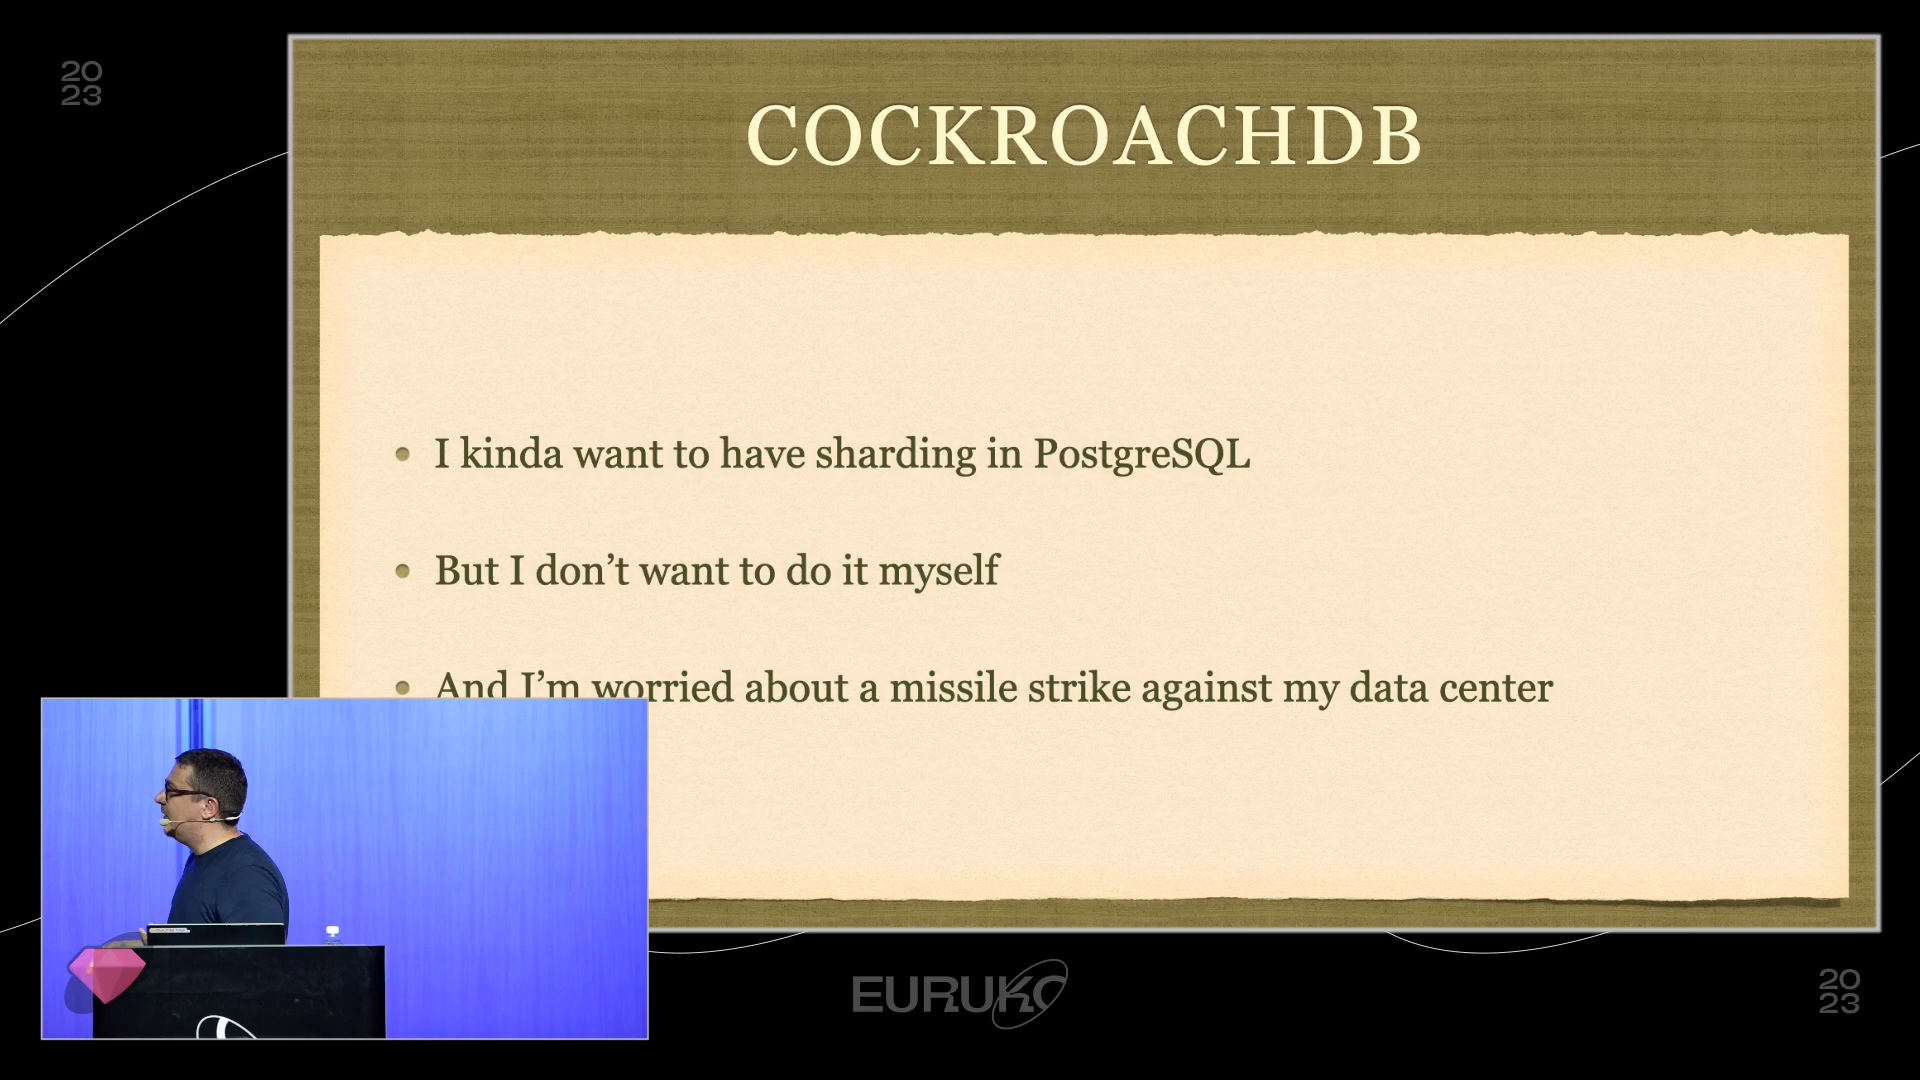 20
23
COCKROACHDB
I kinda want to have sharding in PostgreSQL
But I don’t want to do it myself
And I’m worried about a missile strike against my data center
EURUKO
20
23